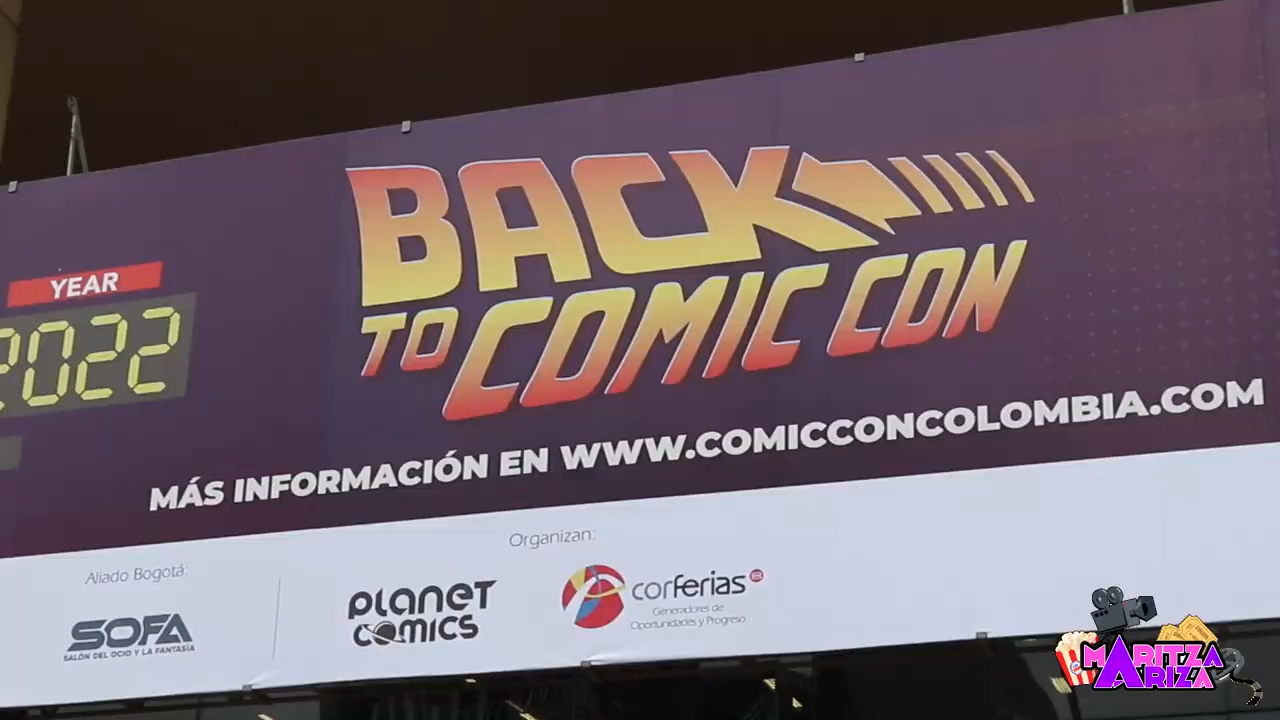 BACK
TO COMIC CON
YEAR
2022
MÁS INFORMACIÓN EN WWW.COMICCONCOLOMBIA.COM
Organizan:
Aliado Bogotá:
SOFA
SALÓN DEL OCIO Y LA FANTASÍA
PLANET
COMICS
corferias
Generadores de
Oportunidades y Progreso
MARITZA
ARIZA